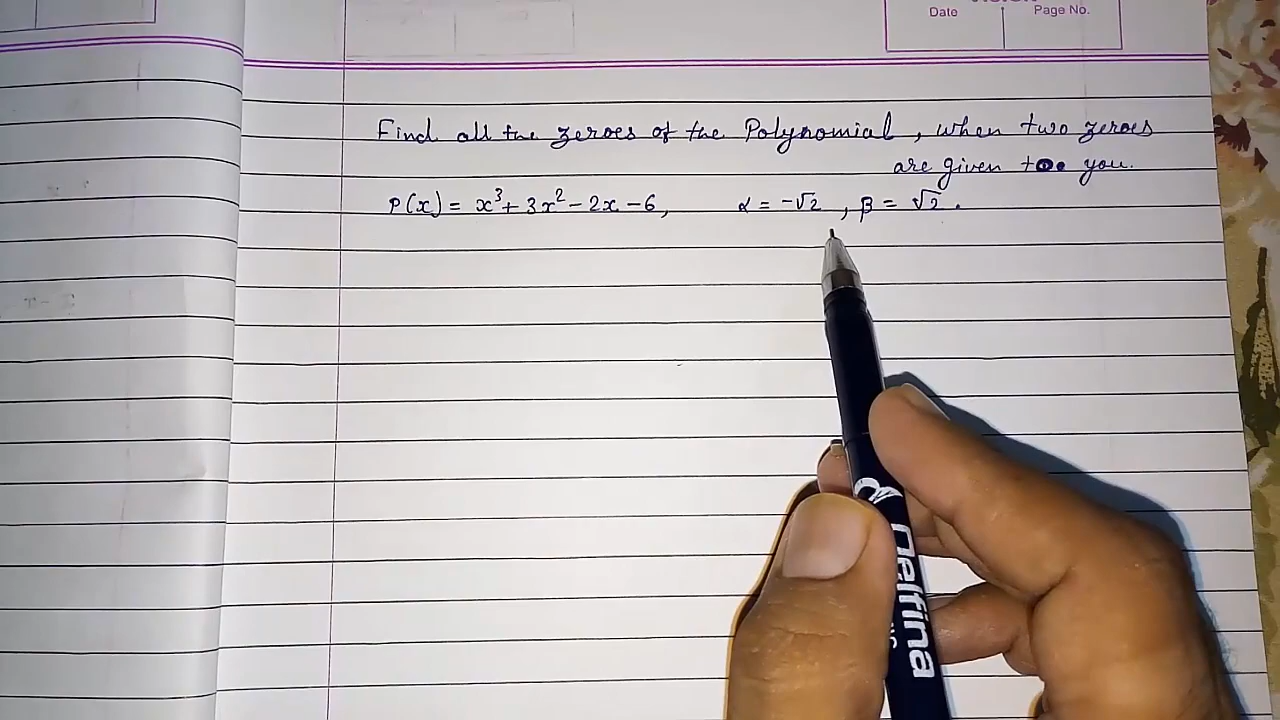 Date
Page No.
Find all the zeroes of the Polynomial, when two zeroes
are given to you.
P(x) = x³ + 3x² - 2x - 6, α = -√2, β = √2.
Delfina